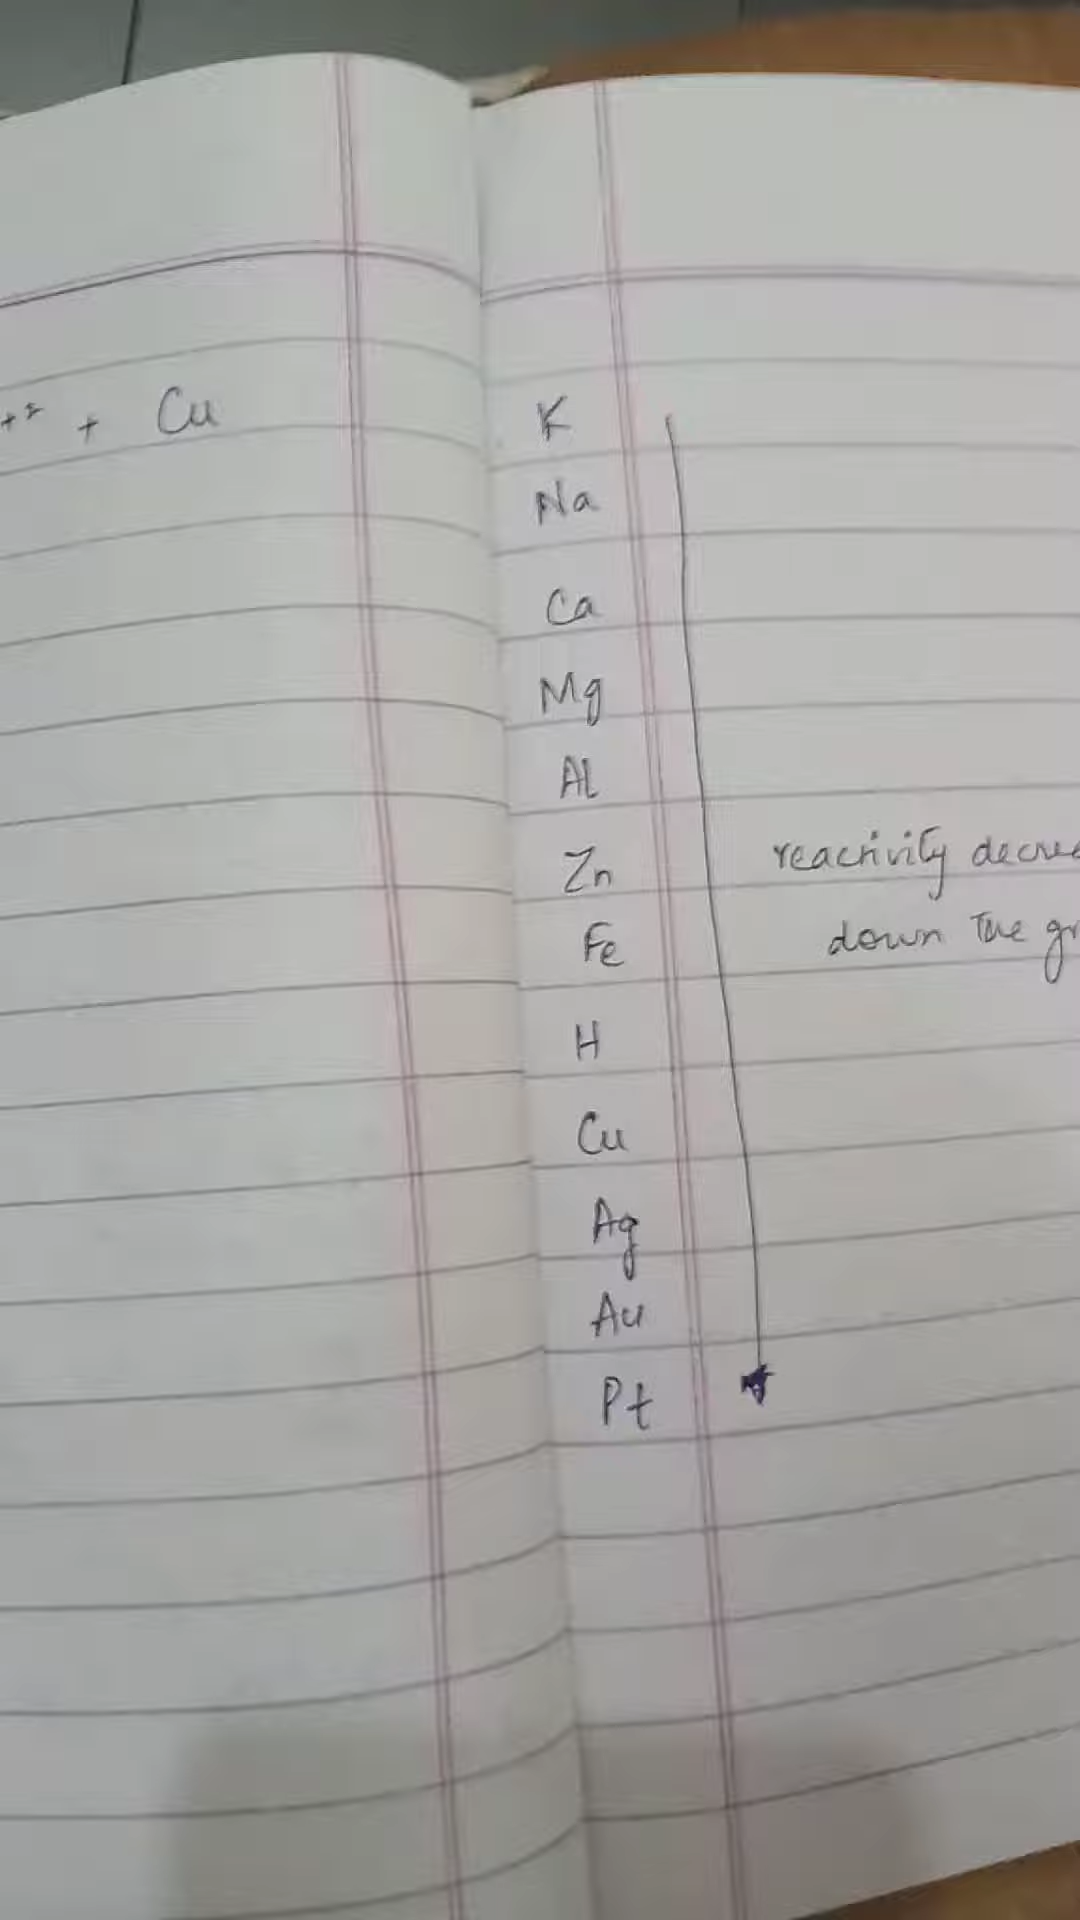 + Cu
K
Na
Ca
Mg
Al
Zn
reactivity
Fe
down The
H
Cu
Ag
Au
Pt